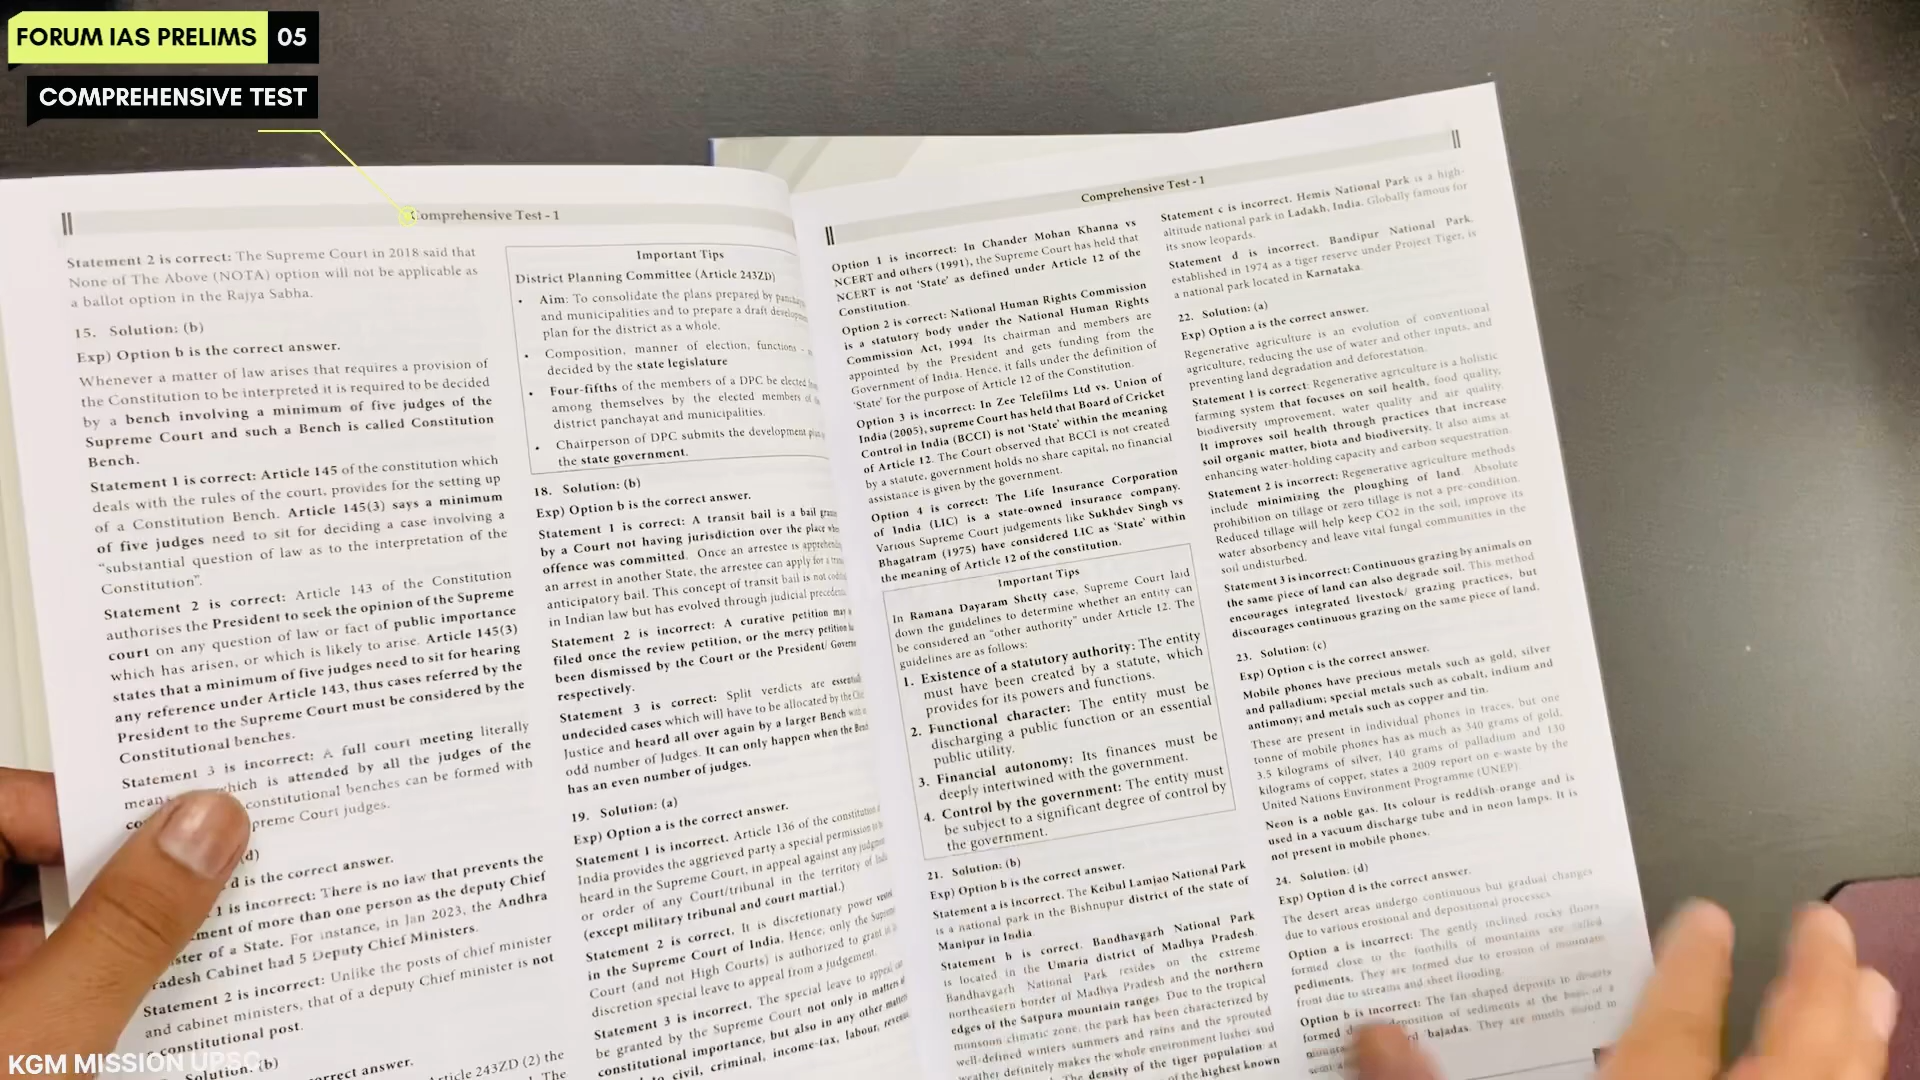 FORUM IAS PRELIMS 05
COMPREHENSIVE TEST
Comprehensive Test - 1
Statement 2 is correct: The Supreme Court in 2018 said that
None of The Above (NOTA) option will not be applicable as
a ballot option in the Rajya Sabha.
15. Solution: (b)
Exp) Option b is the correct answer.
Whenever a matter of law arises that requires a provision of
the Constitution to be interpreted it is required to be decided
by a bench involving a minimum of five judges of the
Supreme Court and such a Bench is called Constitution
Bench.
Statement 1 is correct: Article 145 of the constitution which
deals with the rules of the court, provides for the setting up
of a Constitution Bench. Article 145(3) says a minimum
of five judges need to sit for deciding a case involving a
“substantial question of law as to the interpretation of the
Constitution”.
Statement 2 is correct: Article 143 of the Constitution
authorises the President to seek the opinion of the Supreme
court on any question of law or fact of public importance
which has arisen, or which is likely to arise. Article 145(3)
states that a minimum of five judges need to sit for hearing
any reference under Article 143, thus cases referred by the
President to the Supreme Court must be considered by the
Constitutional benches.
Statement 3 is incorrect: A full court meeting literally
which is attended by all the judges of the
constitutional benches can be formed with
preme Court judges.
(d)
d is the correct answer.
1 is incorrect: There is no law that prevents the
ment of more than one person as the deputy Chief
ster of a State. For instance, in Jan 2023, the Andhra
radesh Cabinet had 5 Deputy Chief Ministers.
Statement 2 is incorrect: Unlike the posts of chief minister
and cabinet ministers, that of a deputy Chief minister is not
constitutional post.
Solution: (b)
rrect answer.
rticle 243ZD (2) the
Important Tips
District Planning Committee (Article 243ZD)
• Aim: To consolidate the plans prepared by
and municipalities and to prepare a draft
plan for the district as a whole.
• Composition, manner of election, functions -
decided by the state legislature
• Four-fifths of the members of a DPC be elected
among themselves by the elected members
district panchayat and municipalities.
• Chairperson of DPC submits the development
the state government.
18. Solution: (b)
Exp) Option b is the correct answer.
Statement 1 is correct: A transit bail is a bail
by a Court not having jurisdiction over the place
offence was committed. Once an arrestee is
an arrest in another State, the arrestee can apply for a
anticipatory bail. This concept of transit bail is not
in Indian law but has evolved through judicial
Statement 2 is incorrect: A curative petition may
filed once the review petition, or the mercy petition
been dismissed by the Court or the President/
respectively.
Statement 3 is correct: Split verdicts are
undecided cases which will have to be allocated by the
Justice and heard all over again by a larger Bench
odd number of Judges. It can only happen when the
has an even number of judges.
19. Solution: (a)
Exp) Option a is the correct answer.
Statement 1 is incorrect. Article 136 of the constitution
India provides the aggrieved party a special permission
heard in the Supreme Court, in appeal against any
or order of any Court/tribunal in the territory of
(except military tribunal and court martial.)
Statement 2 is correct. It is discretionary power
in the Supreme Court of India. Hence, only the
Court (and not High Courts) is authorized to grant
discretion special leave to appeal from a judgement.
Statement 3 is incorrect. The special leave to appeal
be granted by the Supreme Court not only in matters
constitutional importance, but also in any other
civil, criminal, income-tax, labour,
Comprehensive Test - 1
Option 1 is incorrect: In Chander Mohan Khanna vs
NCERT and others (1991), the Supreme Court has held that
NCERT is not ‘State’ as defined under Article 12 of the
Constitution.
Option 2 is correct: National Human Rights Commission
is a statutory body under the National Human Rights
Commission Act, 1994 Its chairman and members are
appointed by the President and gets funding from the
Government of India. Hence, it falls under the definition of
‘State’ for the purpose of Article 12 of the Constitution.
Option 3 is incorrect: In Zee Telefilms Ltd vs. Union of
India (2005), supreme Court has held that Board of Cricket
Control in India (BCCI) is not ‘State’ within the meaning
of Article 12. The Court observed that BCCI is not created
by a statute, government holds no share capital, no financial
assistance is given by the government.
Option 4 is correct: The Life Insurance Corporation
of India (LIC) is a state-owned insurance company.
Various Supreme Court judgements like Sukhdev Singh vs
Bhagatram (1975) have considered LIC as ‘State’ within
the meaning of Article 12 of the constitution.
Important Tips
In Ramana Dayaram Shetty case, Supreme Court laid
down the guidelines to determine whether an entity can
be considered an “other authority” under Article 12. The
guidelines are as follows:
1. Existence of a statutory authority: The entity
must have been created by a statute, which
provides for its powers and functions.
2. Functional character: The entity must be
discharging a public function or an essential
public utility.
3. Financial autonomy: Its finances must be
deeply intertwined with the government.
4. Control by the government: The entity must
be subject to a significant degree of control by
the government.
21. Solution: (b)
Exp) Option b is the correct answer.
Statement a is incorrect. The Keibul Lamjao National Park
is a national park in the Bishnupur district of the state of
Manipur in India
Statement b is correct. Bandhavgarh National Park
is located in the Umaria district of Madhya Pradesh.
Bandhavgarh National Park resides on the extreme
northeastern border of Madhya Pradesh and the northern
edges of the Satpura mountain ranges. Due to the tropical
monsoon climatic zone, the park has been characterized by
well-defined winters summers and rains and the sprouted
weather definitely makes the whole environment lusher and
The density of the tiger population at
of the highest known
Statement c is incorrect. Hemis National Park is a high-
altitude national park in Ladakh, India. Globally famous for
its snow leopards.
Statement d is incorrect. Bandipur National Park,
established in 1974 as a tiger reserve under Project Tiger, is
a national park located in Karnataka.
22. Solution: (a)
Exp) Option a is the correct answer.
Regenerative agriculture is an evolution of conventional
agriculture, reducing the use of water and other inputs, and
preventing land degradation and deforestation.
Statement 1 is correct: Regenerative agriculture is a holistic
farming system that focuses on soil health, food quality,
biodiversity improvement, water quality and air quality.
It improves soil health through practices that increase
soil organic matter, biota and biodiversity. It also aims at
enhancing water-holding capacity and carbon sequestration.
Statement 2 is incorrect: Regenerative agriculture methods
include minimizing the ploughing of land. Absolute
prohibition on tillage or zero tillage is not a pre-condition.
Reduced tillage will help keep CO2 in the soil, improve its
water absorbency and leave vital fungal communities in the
soil undisturbed.
Statement 3 is incorrect: Continuous grazing by animals on
the same piece of land can also degrade soil. This method
encourages integrated livestock/ grazing practices, but
discourages continuous grazing on the same piece of land.
23. Solution: (c)
Exp) Option c is the correct answer.
Mobile phones have precious metals such as gold, silver
and palladium; special metals such as cobalt, indium and
antimony; and metals such as copper and tin.
These are present in individual phones in traces, but one
tonne of mobile phones has as much as 340 grams of gold,
3.5 kilograms of silver, 140 grams of palladium and 130
kilograms of copper, states a 2009 report on e-waste by the
United Nations Environment Programme (UNEP).
Neon is a noble gas. Its colour is reddish-orange and is
used in a vacuum discharge tube and in neon lamps. It is
not present in mobile phones.
24. Solution: (d)
Exp) Option d is the correct answer.
The desert areas undergo continuous but gradual changes
due to various erosional and depositional processes.
Option a is incorrect: The gently inclined rocky floors
formed close to the foothills of mountains are called
pediments. They are formed due to erosion of mountain
front due to streams and sheet flooding.
Option b is incorrect: The fan shaped deposits in deserts
formed deposition of sediments at the base of a
‘bajadas. They are mostly found in
KGM MISSION UPSC